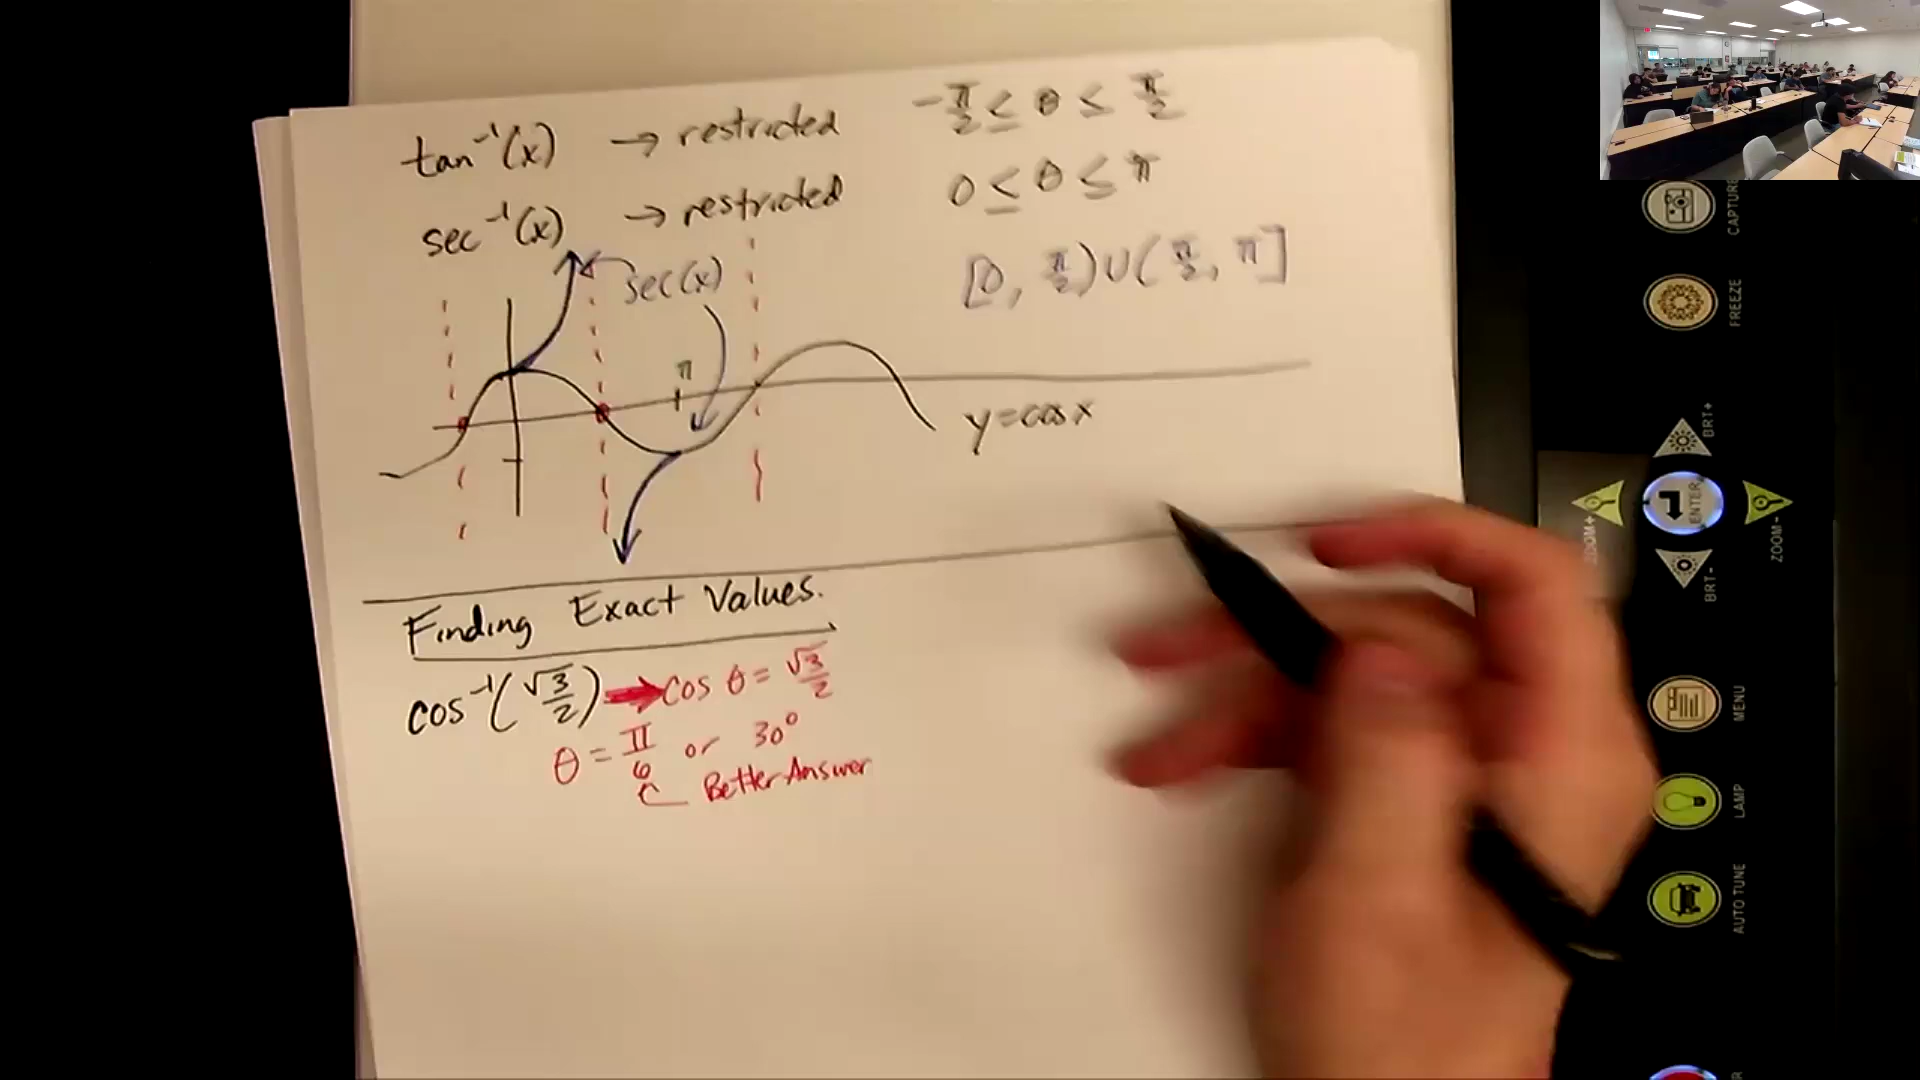 tan⁻¹(x) → restricted -π/2 ≤ θ ≤ π/2
sec⁻¹(x) → restricted 0 ≤ θ ≤ π
sec(x) [0, π/2)∪(π/2, π]
π
y=cos x
Finding Exact Values.
cos⁻¹(√3/2) → cos θ = √3/2
θ = π/6 or 30°
Better Answer
CAPTURE
FREEZE
BRT+
ZOOM+
ENTER
ZOOM-
BRT-
MENU
LAMP
AUTO TUNE